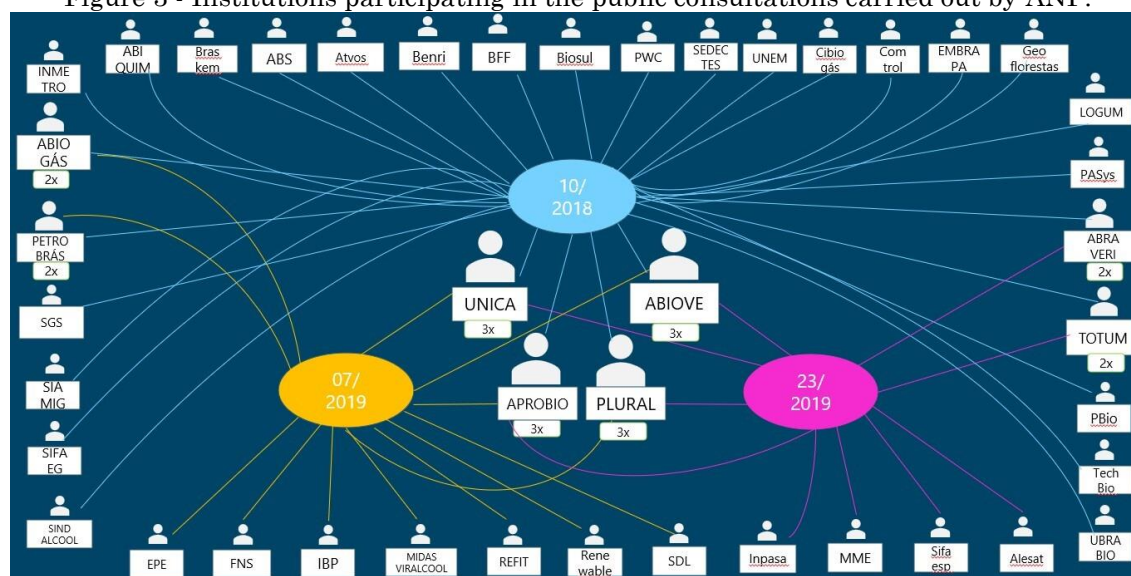 Figure 3 - Institutions participating in the public consultations carried out by ANP.
INME
TRO
ABI
QUIM
Bras
kem
ABS
Atvos
Benri
BFF
Biosul
PWC
SEDEC
TES
UNEM
Cibio
gás
Com
trol
EMBRA
PA
Geo
florestas
LOGUM
ABIO
GÁS
2x
PASys
10/
2018
PETRO
BRÁS
2x
ABRA
VERI
2x
UNICA
3x
ABIOVE
3x
SGS
TOTUM
2x
07/
2019
23/
2019
SIA
MIG
APROBIO
3x
PLURAL
3x
PBio
SIFA
EG
Tech
Bio
SIND
ALCOOL
UBRA
BIO
EPE
FNS
IBP
MIDAS
VIRALCOOL
REFIT
Rene
wable
SDL
Inpasa
MME
Sifa
esp
Alesat